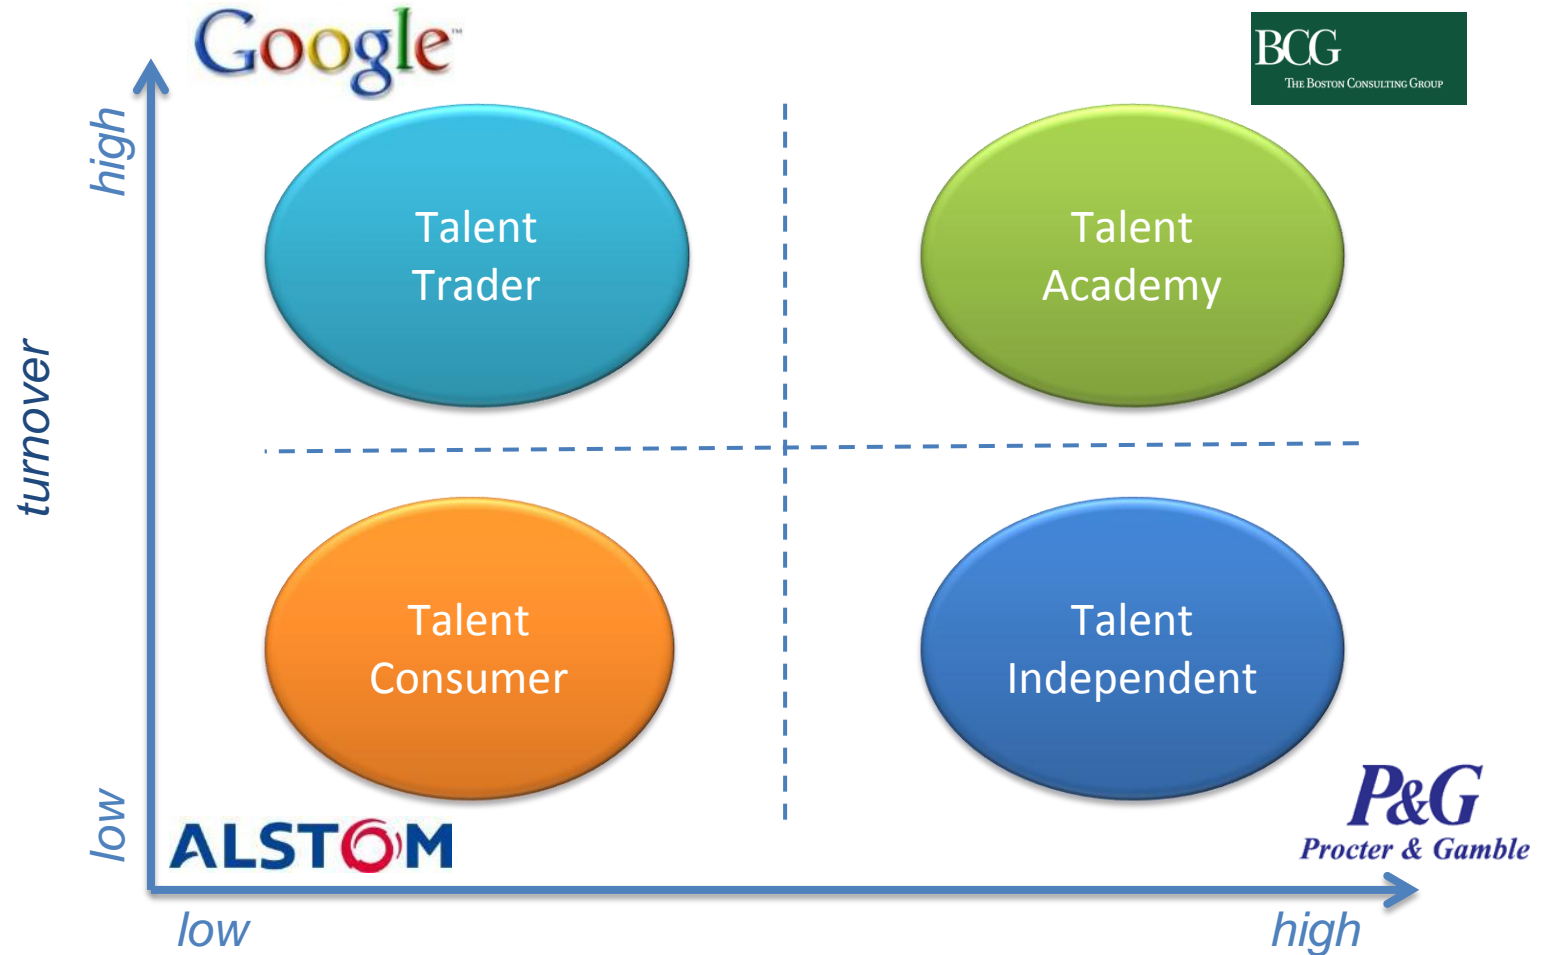 Google™
BCG
THE BOSTON CONSULTING GROUP
high
Talent
Trader
Talent
Academy
turnover
Talent
Consumer
Talent
Independent
low
ALSTOM
P&G
Procter & Gamble
low
high